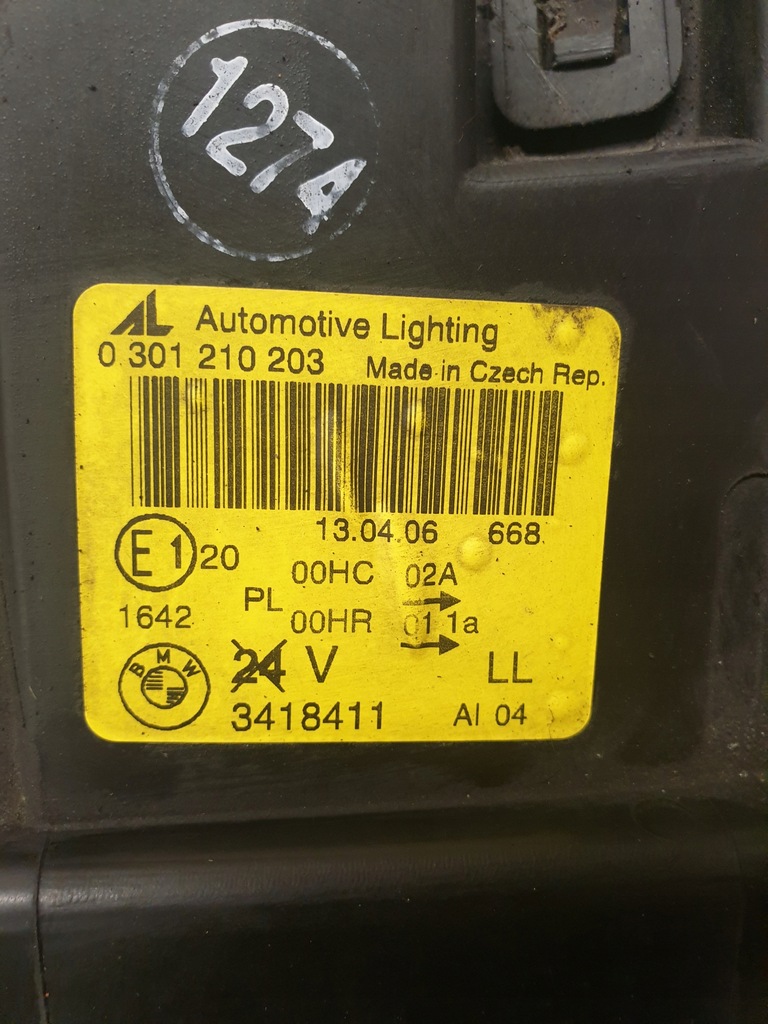 127A
AL Automotive Lighting
0 301 210 203 Made in Czech Rep.
13.04.06 668
E1 20 00HC 02A
PL
1642 00HR 01 1a
BMW 24 V LL
3418411 Al 04